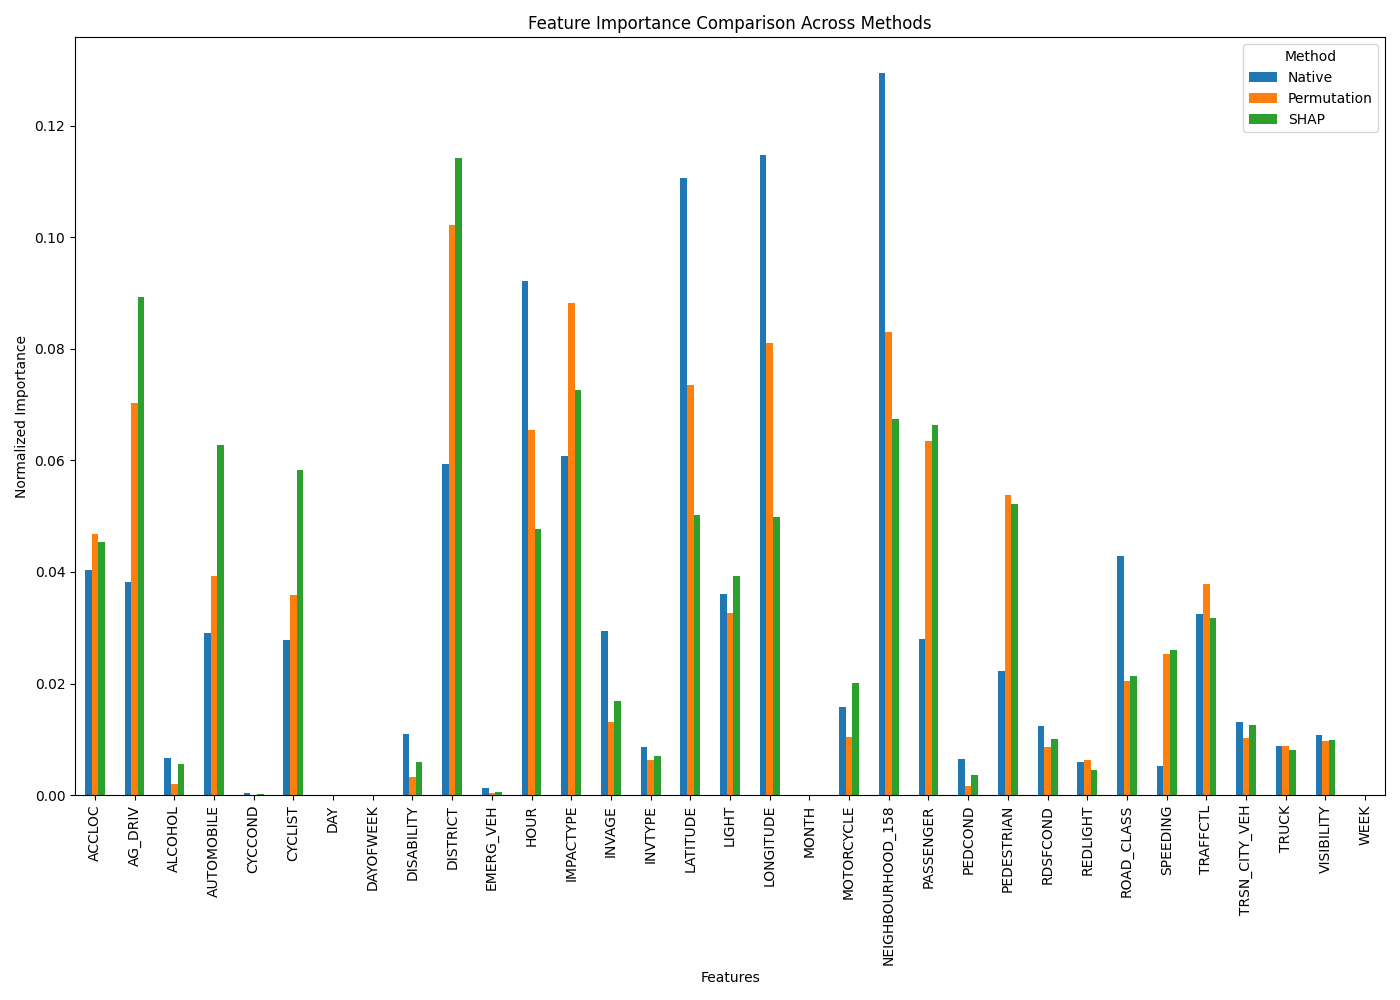 Feature Importance Comparison Across Methods
Method
Native
Permutation
SHAP
Normalized Importance
0.12
0.10
0.08
0.06
0.04
0.02
0.00
ACCLOC
AG_DRIV
ALCOHOL
AUTOMOBILE
CYCCOND
CYCLIST
DAY
DAYOFWEEK
DISABILITY
DISTRICT
EMERG_VEH
HOUR
IMPACTYPE
INVAGE
INVTYPE
LATITUDE
LIGHT
LONGITUDE
MONTH
MOTORCYCLE
NEIGHBOURHOOD_158
PASSENGER
PEDCOND
PEDESTRIAN
RDSFCOND
REDLIGHT
ROAD_CLASS
SPEEDING
TRAFFCTL
TRSN_CITY_VEH
TRUCK
VISIBILITY
WEEK
Features